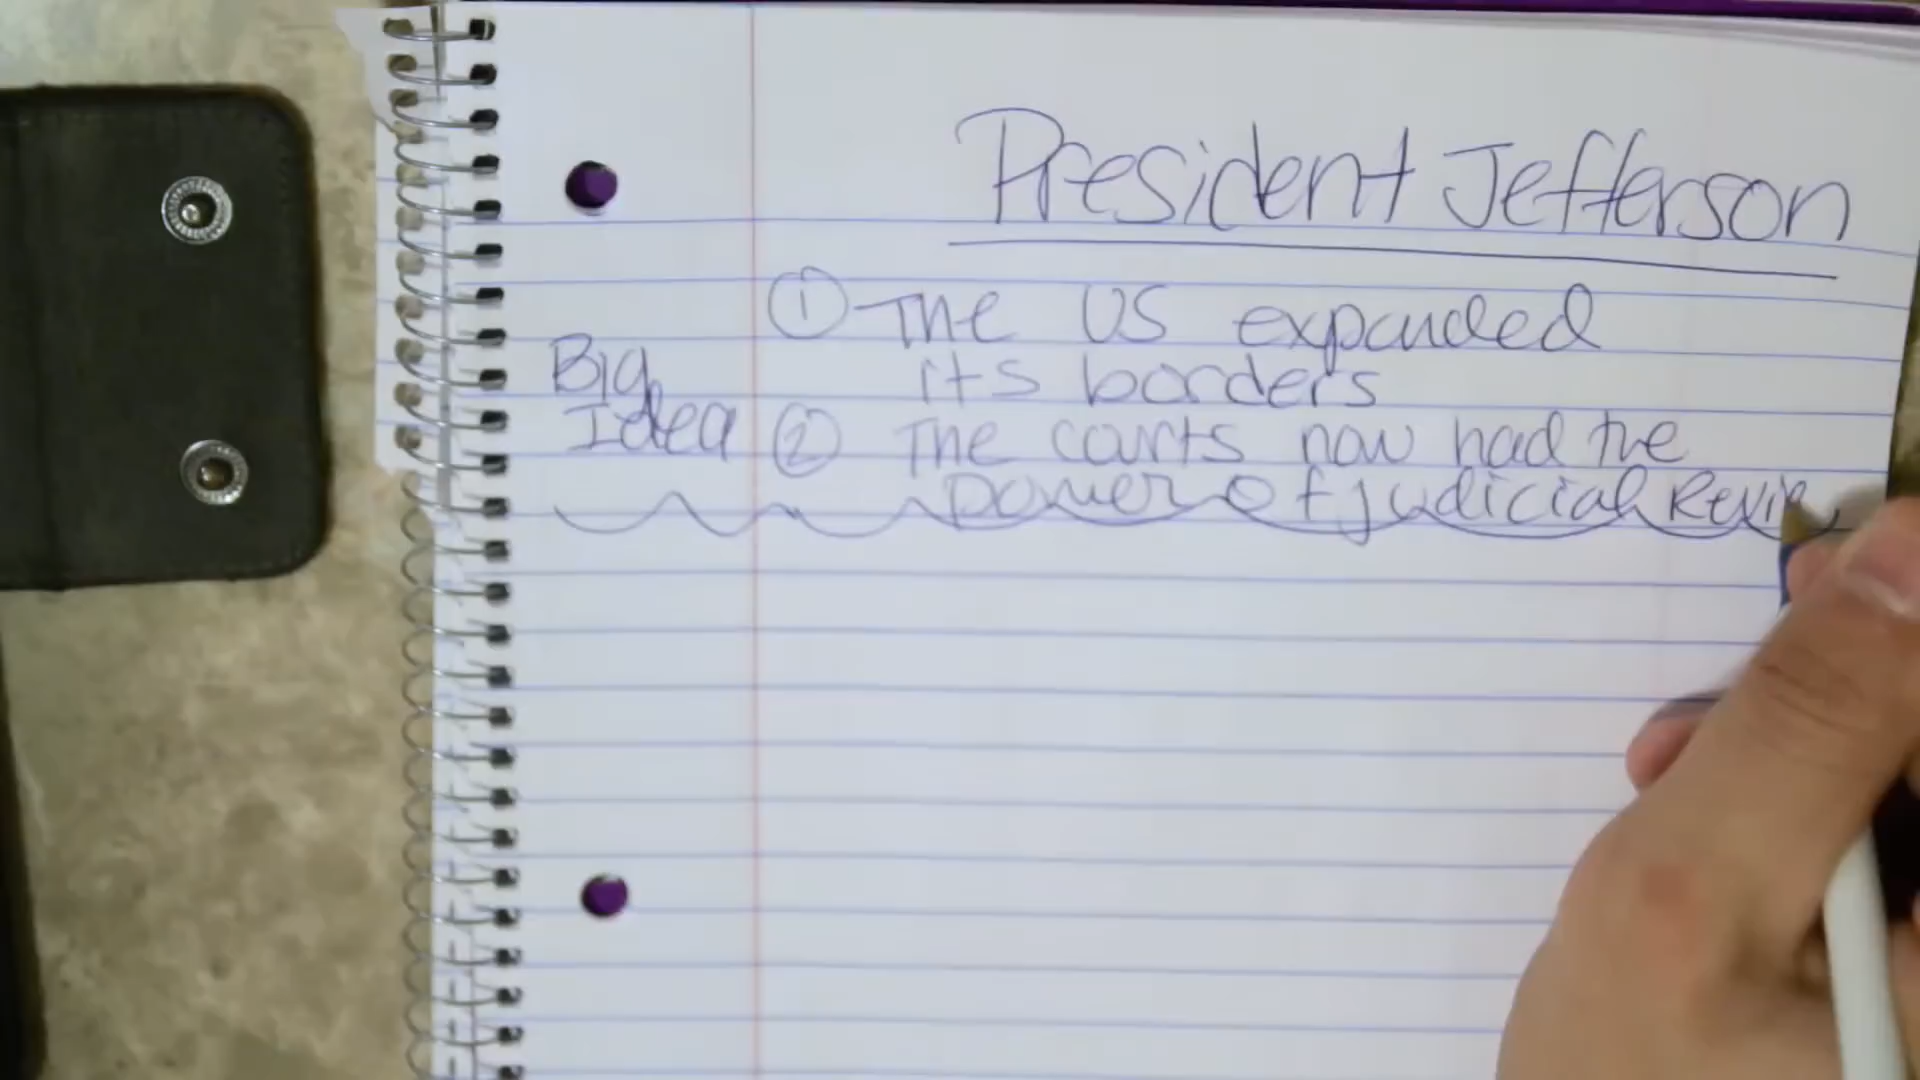 President Jefferson
① The US expanded
its borders
Big
Idea
② The courts now had the
power of judicial